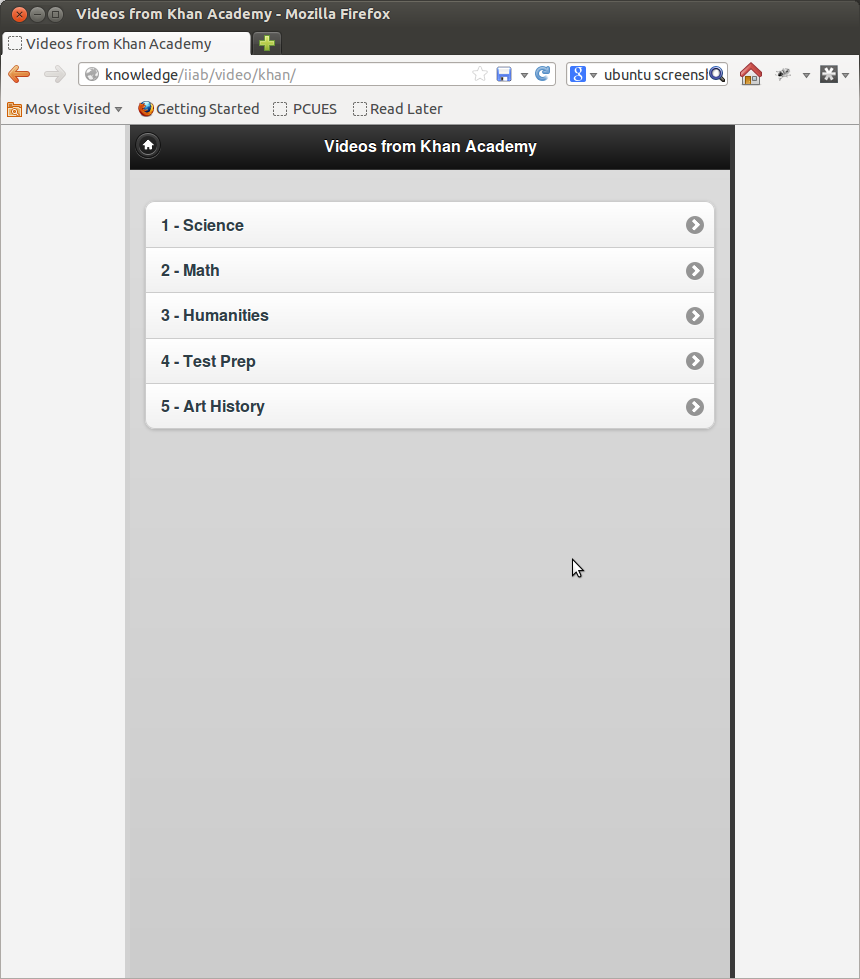 Videos from Khan Academy - Mozilla Firefox
Videos from Khan Academy
knowledge/iiab/video/khan/
ubuntu screensl
Most Visited
Getting Started
PCUES
Read Later
Videos from Khan Academy
1 - Science
2 - Math
3 - Humanities
4 - Test Prep
5 - Art History